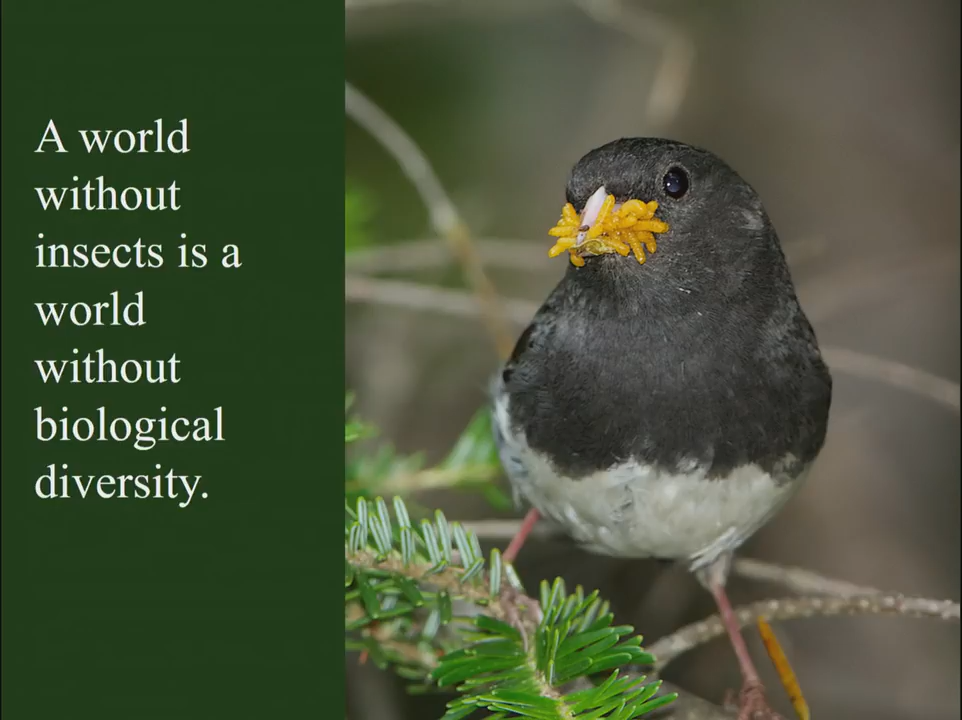 A world
without
insects is a
world
without
biological
diversity.